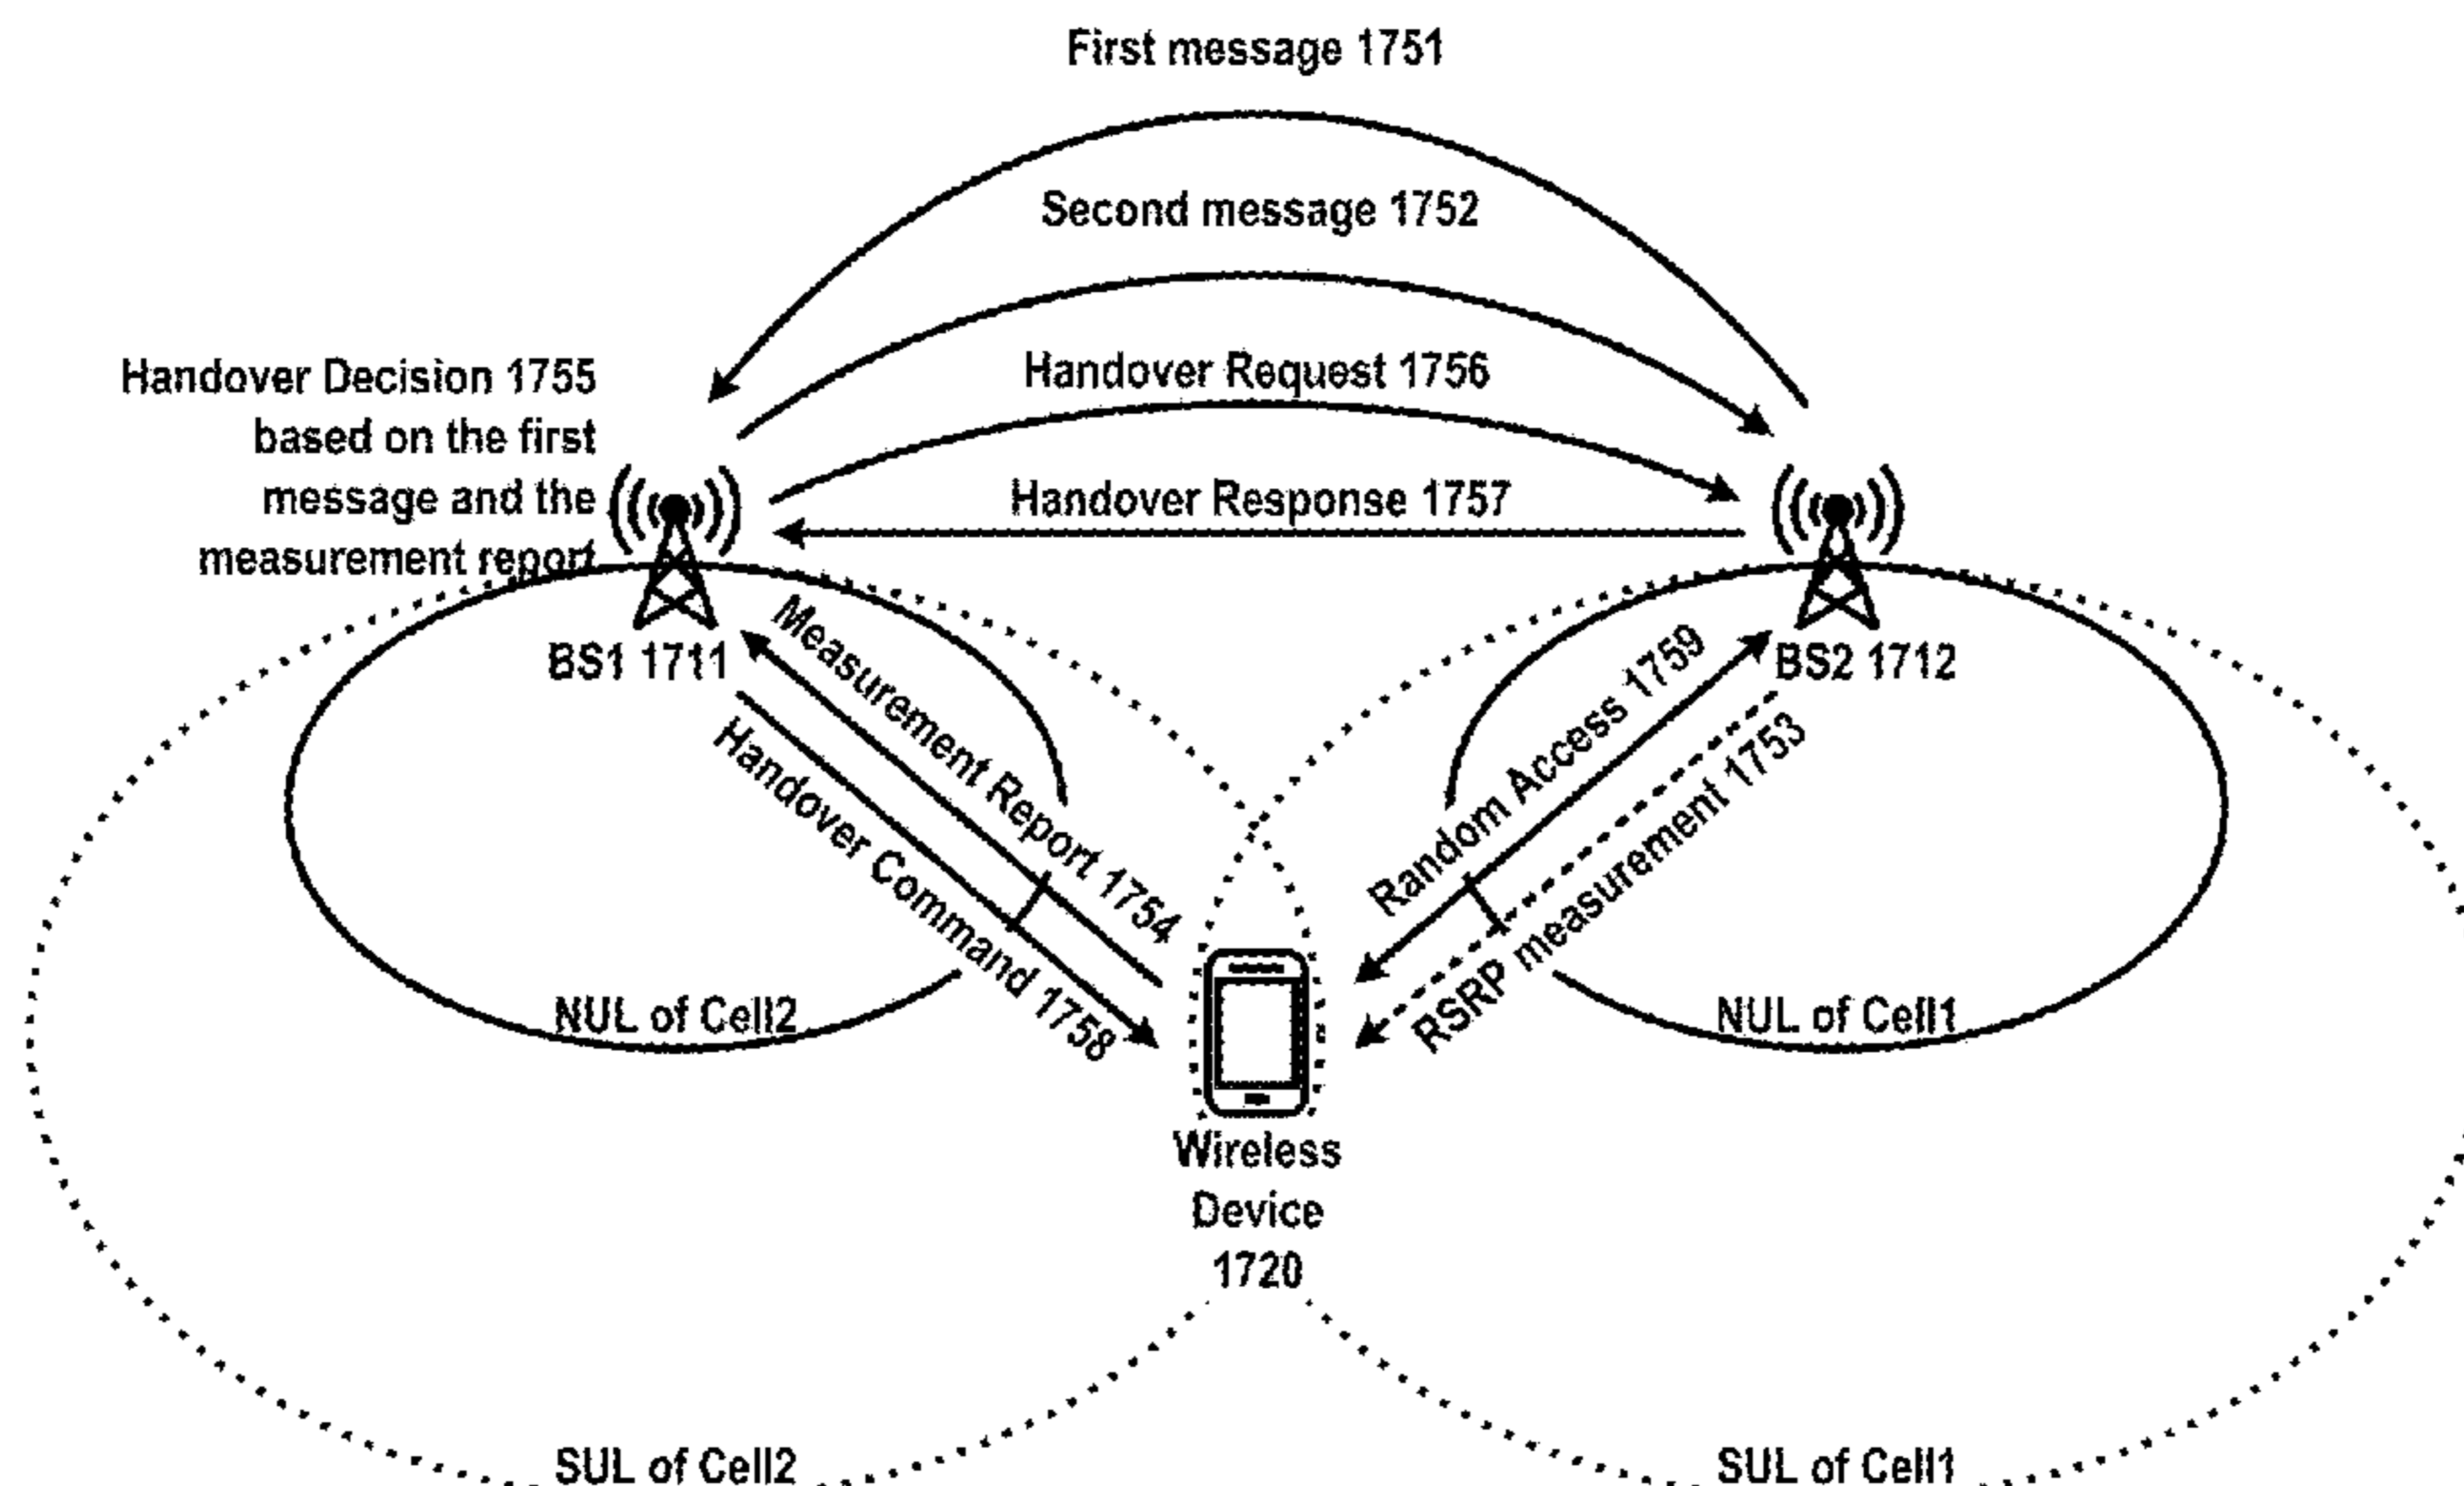 First message 1751
Second message 1752
Handover Request 1756
Handover Response 1757
Handover Decision 1755
based on the first
message and the
measurement report
BS1 1711
BS2 1712
Measurement Report 1754
Handover Command 1758
Random Access 1759
RSRP measurement 1753
NUL of Cell2
NUL of Cell1
Wireless
Device
1720
SUL of Cell2
SUL of Cell1